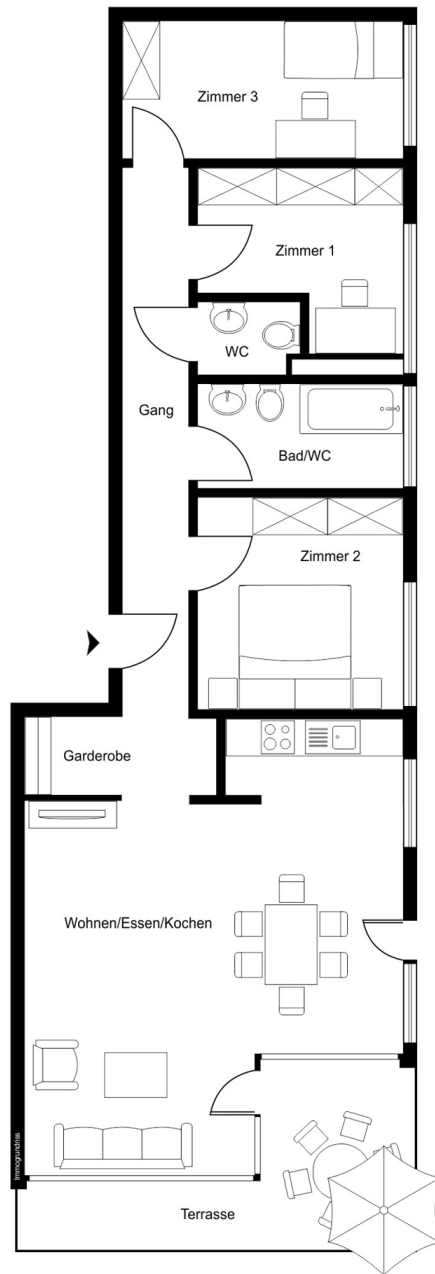 Zimmer 3
Zimmer 1
WC
Gang
Bad/WC
Zimmer 2
Garderobe
Wohnen/Essen/Kochen
Immogrundriss
Terrasse